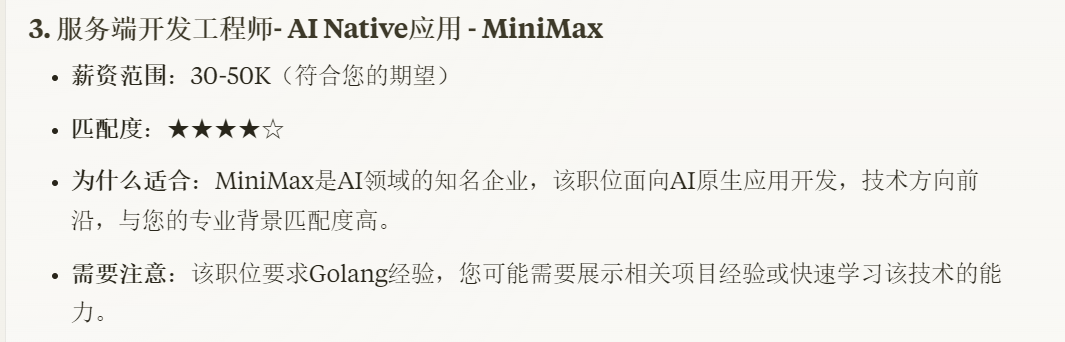 3. 服务端开发工程师- AI Native应用 - MiniMax
• 薪资范围：30-50K（符合您的期望）
• 匹配度：★★★★☆
• 为什么适合：MiniMax是AI领域的知名企业，该职位面向AI原生应用开发，技术方向前
沿，与您的专业背景匹配度高。
• 需要注意：该职位要求Golang经验，您可能需要展示相关项目经验或快速学习该技术的能
力。